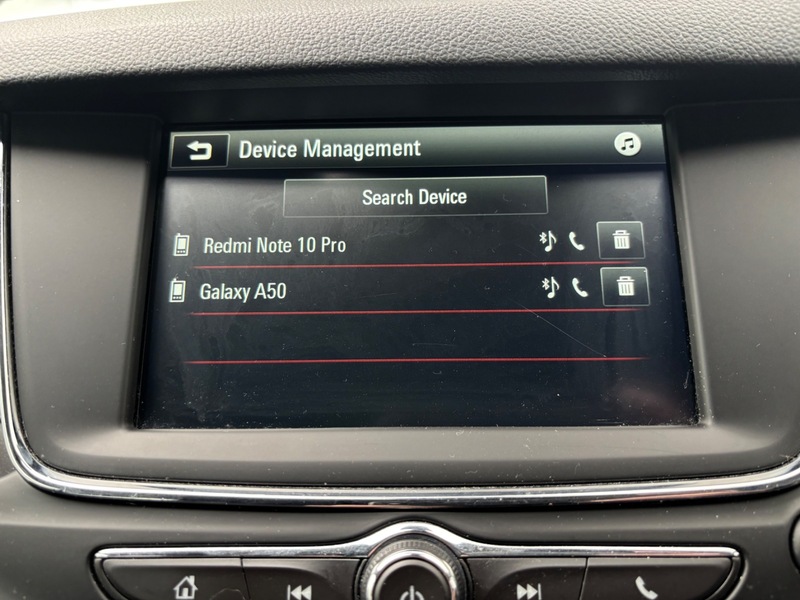 Device Management
Search Device
Redmi Note 10 Pro
Galaxy A50